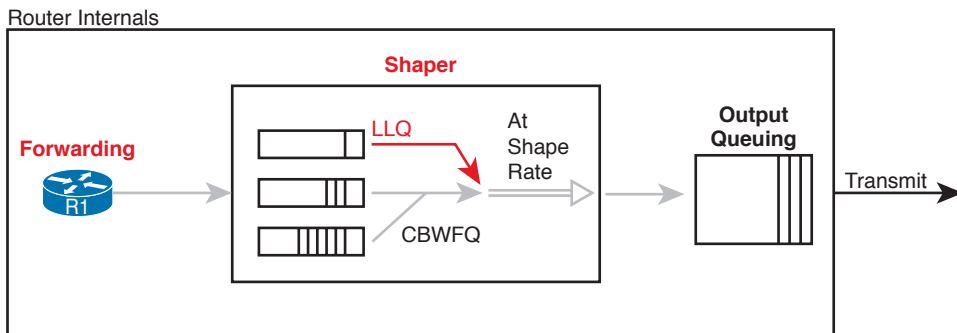 Router Internals
Shaper
Forwarding
R1
LLQ
CBWFQ
At
Shape
Rate
Output
Queuing
Transmit